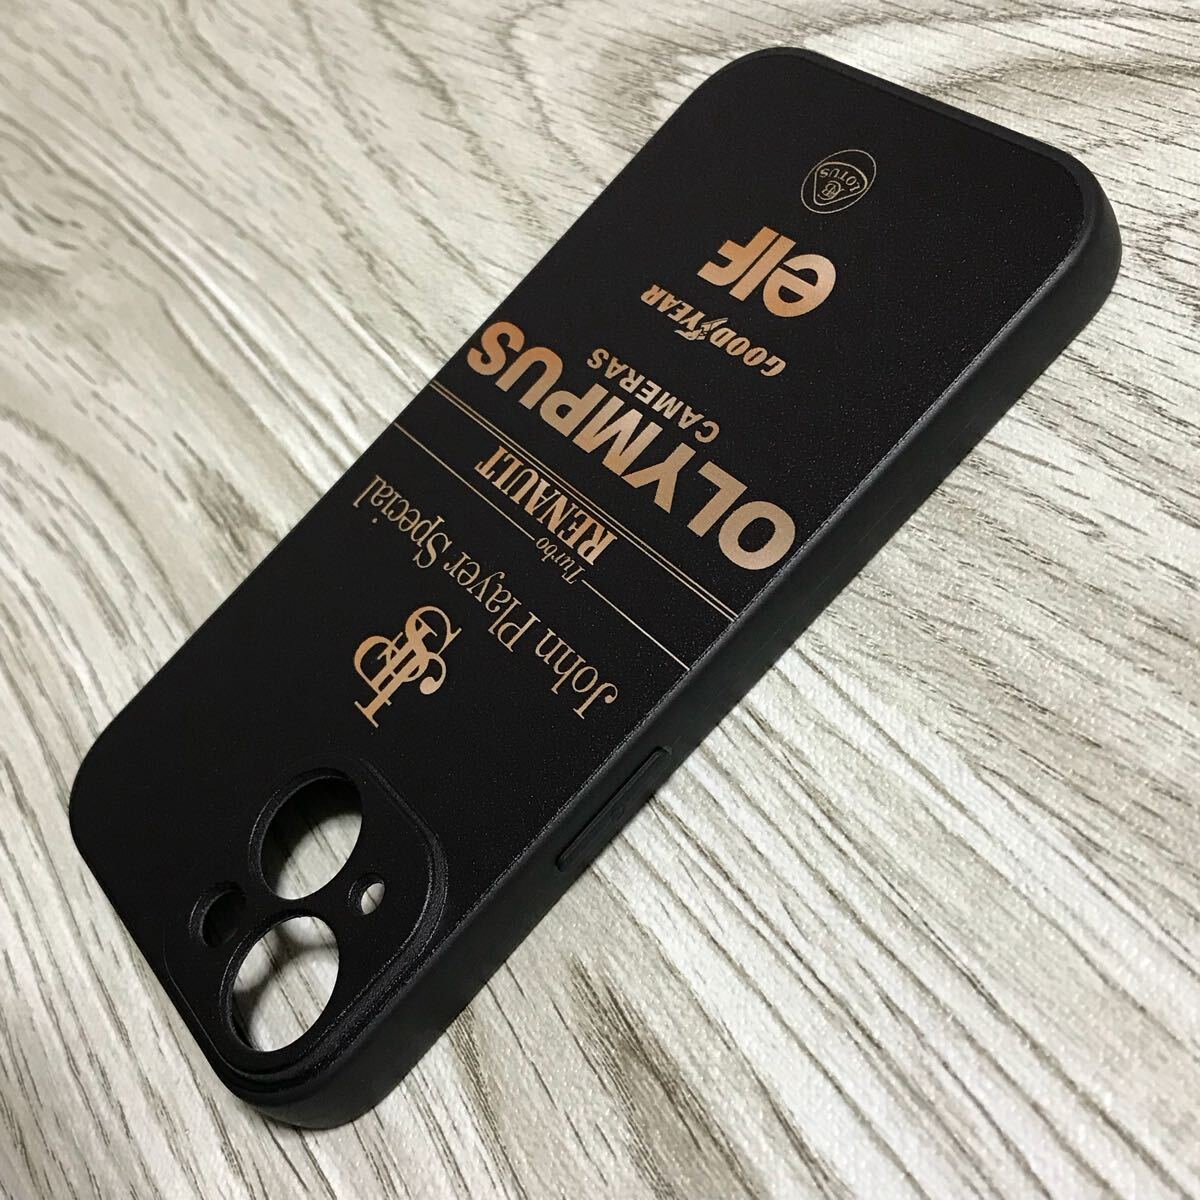 JPS
John Player Special
Turbo
RENAULT
OLYMPUS
CAMERAS
GOODYEAR
elf
LOTUS